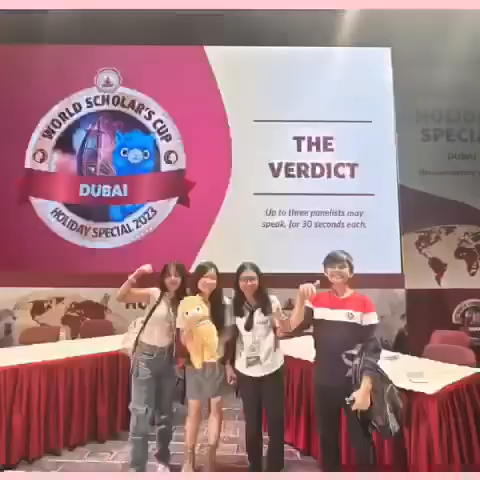 WORLD SCHOLAR'S CUP
DUBAI
HOLIDAY SPECIAL 2023
THE
VERDICT
Up to three panelists may
speak, for 30 seconds each.
HOLIDAY
SPECIAL
DUBAI